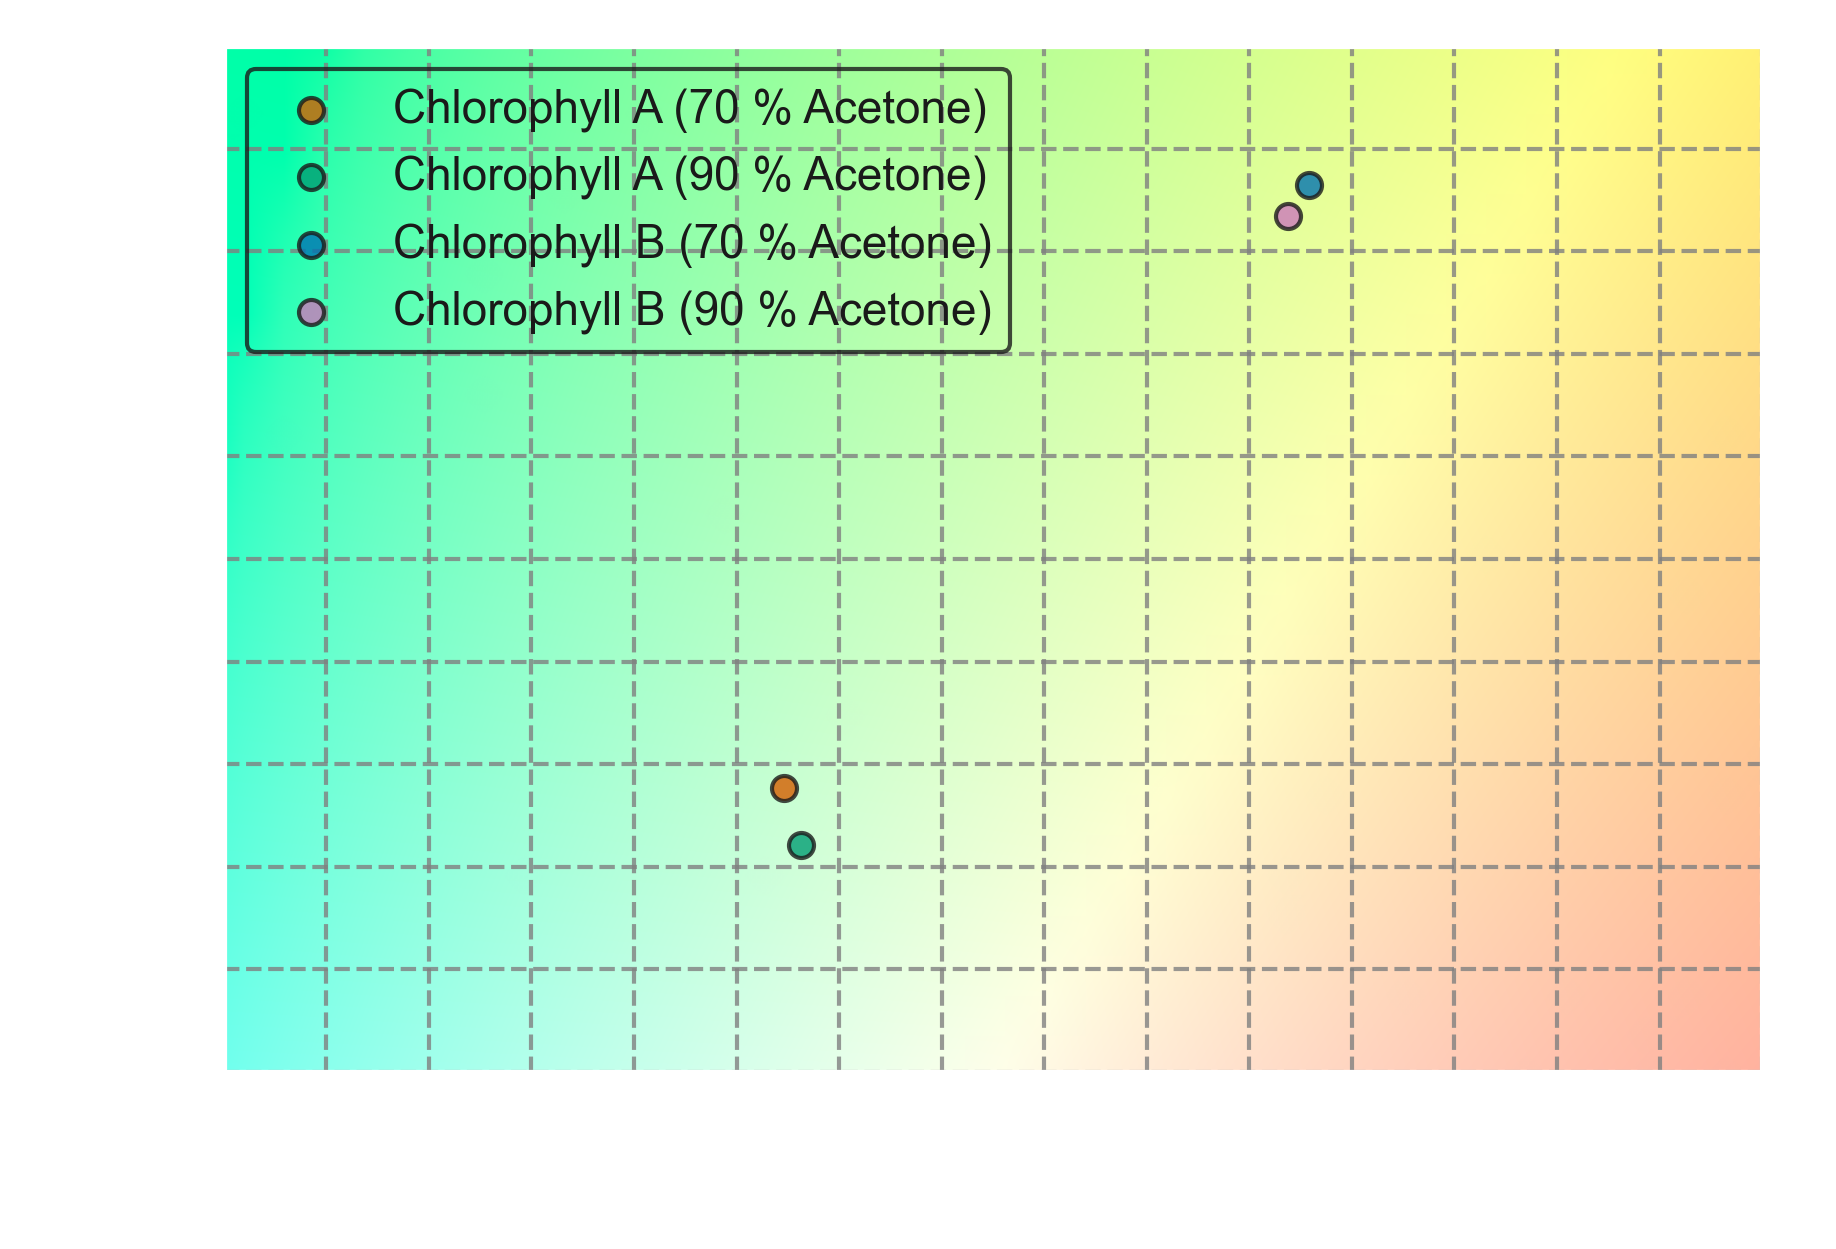 Chlorophyll A (70 % Acetone)
Chlorophyll A (90 % Acetone)
Chlorophyll B (70 % Acetone)
Chlorophyll B (90 % Acetone)